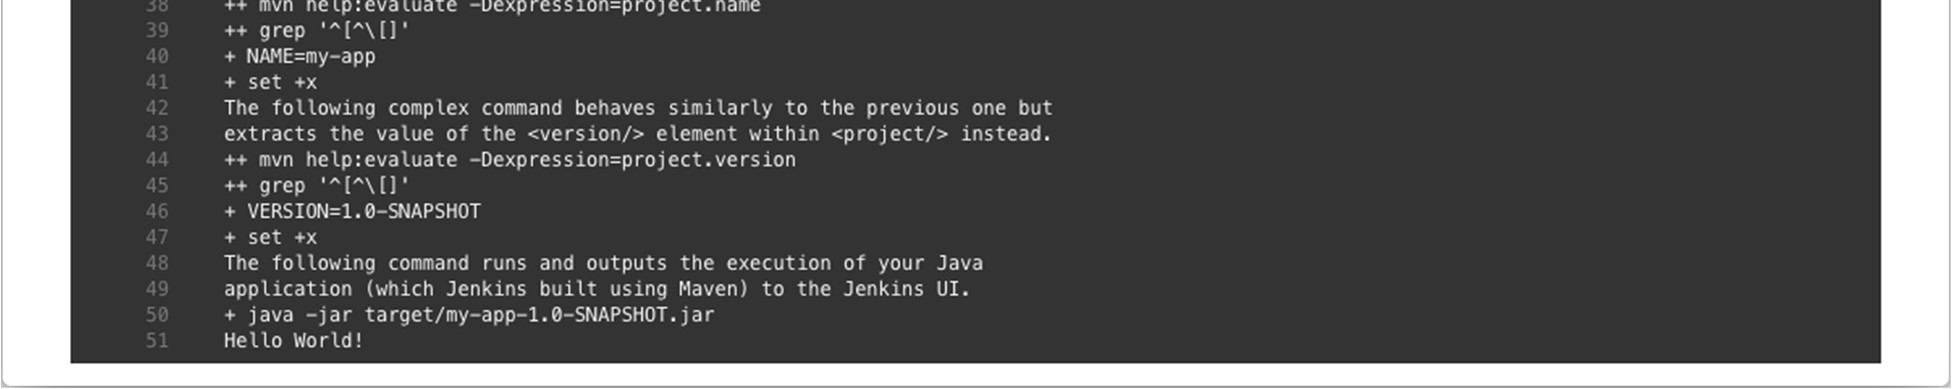 38 ++ mvn help:evaluate -Dexpression=project.name
39 ++ grep '^[^\[]'
40 + NAME=my-app
41 + set +x
42 The following complex command behaves similarly to the previous one but
43 extracts the value of the <version/> element within <project/> instead.
44 ++ mvn help:evaluate -Dexpression=project.version
45 ++ grep '^[^\[]'
46 + VERSION=1.0-SNAPSHOT
47 + set +x
48 The following command runs and outputs the execution of your Java
49 application (which Jenkins built using Maven) to the Jenkins UI.
50 + java -jar target/my-app-1.0-SNAPSHOT.jar
51 Hello World!